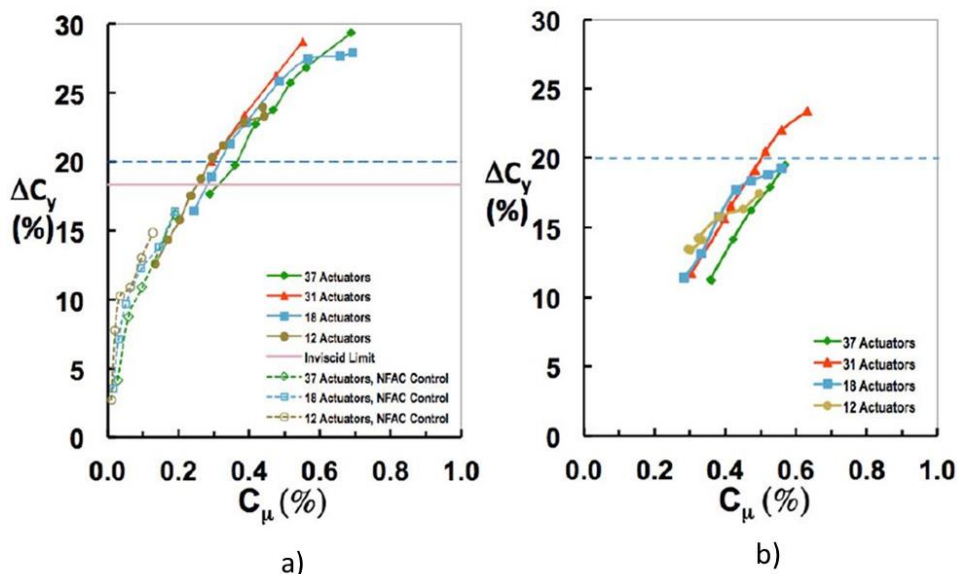 30
25
20
15
10
5
0
ΔCy
(%)
37 Actuators
31 Actuators
18 Actuators
12 Actuators
Inviscid Limit
37 Actuators, NFAC Control
18 Actuators, NFAC Control
12 Actuators, NFAC Control
0.0 0.2 0.4 0.6 0.8 1.0
Cμ (%)
a)
30
25
20
15
10
5
0
ΔCy
(%)
37 Actuators
31 Actuators
18 Actuators
12 Actuators
0.0 0.2 0.4 0.6 0.8 1.0
Cμ (%)
b)